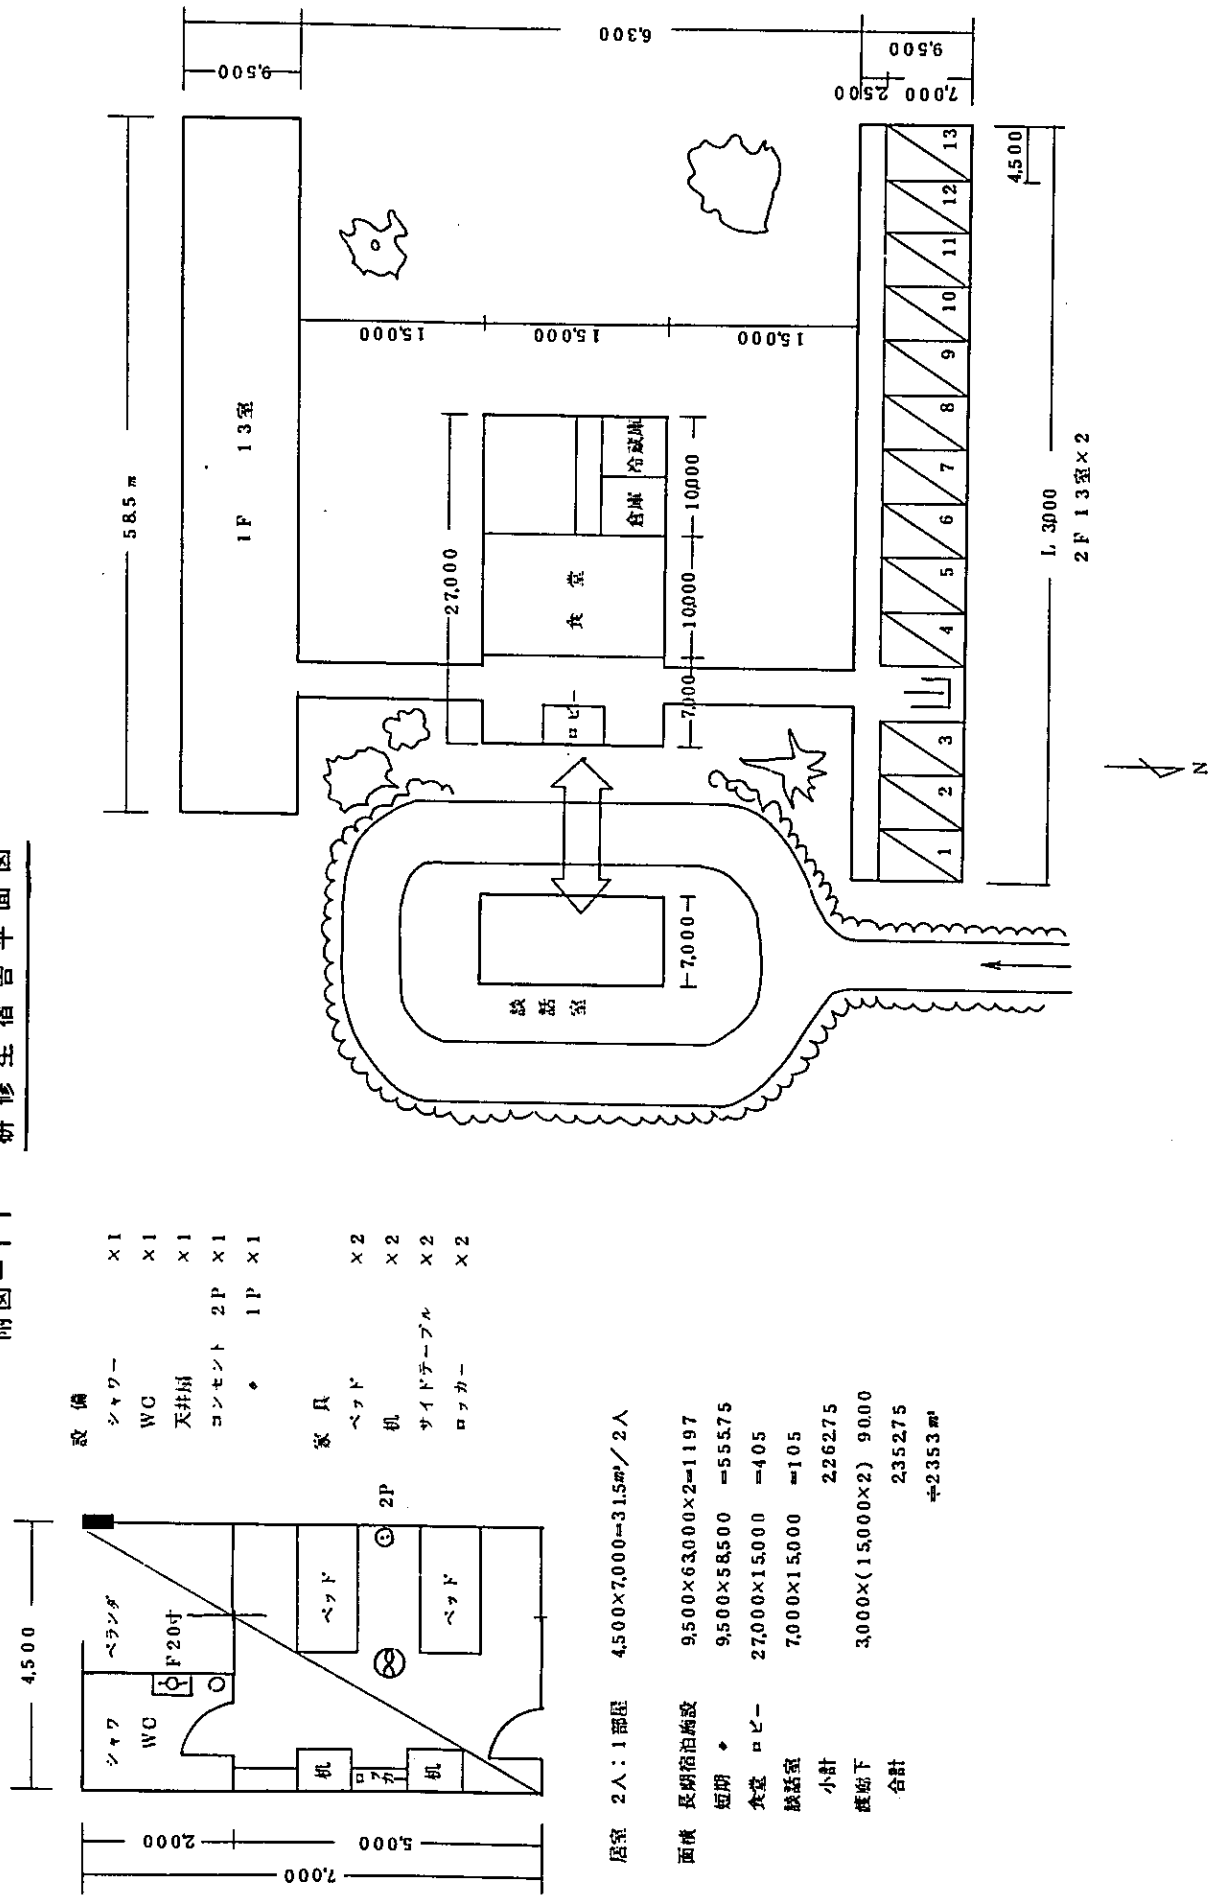 附図-11 研修生宿舎平面図
4,500
シャワ
WC
ベランダ
F20寸
ベッド
2P
ベッド
机
ロッカ
机
2,000
5,000
7,000
設備
シャワー ×1
WC ×1
天井扇 ×1
コンセント 2P ×1
〃 1P ×1
家具
ベッド ×2
机 ×2
サイドテーブル ×2
ロッカー ×2
居室 2人:1部屋 4,500×7,000=31.5㎡/2人
面積 長期宿泊施設 9,500×63,000×2=1197
短期 〃 9,500×58,500 =555.75
食堂 ロビー 27,000×15,000 =405
談話室 7,000×15,000 =105
小計 2,262.75
渡廊下 3,000×(15,000×2) 90.00
合計 2,352.75
≑2,353㎡
58.5m
1F 13室
9,500
6,300
9,500
2,500
7,000
15,000
15,000
15,000
27,000
食堂
倉庫
冷蔵庫
ロビー
7,000
10,000
10,000
談話室
7,000
1
2
3
4
5
6
7
8
9
10
11
12
13
4,500
L 3,000
2F 13室×2
N